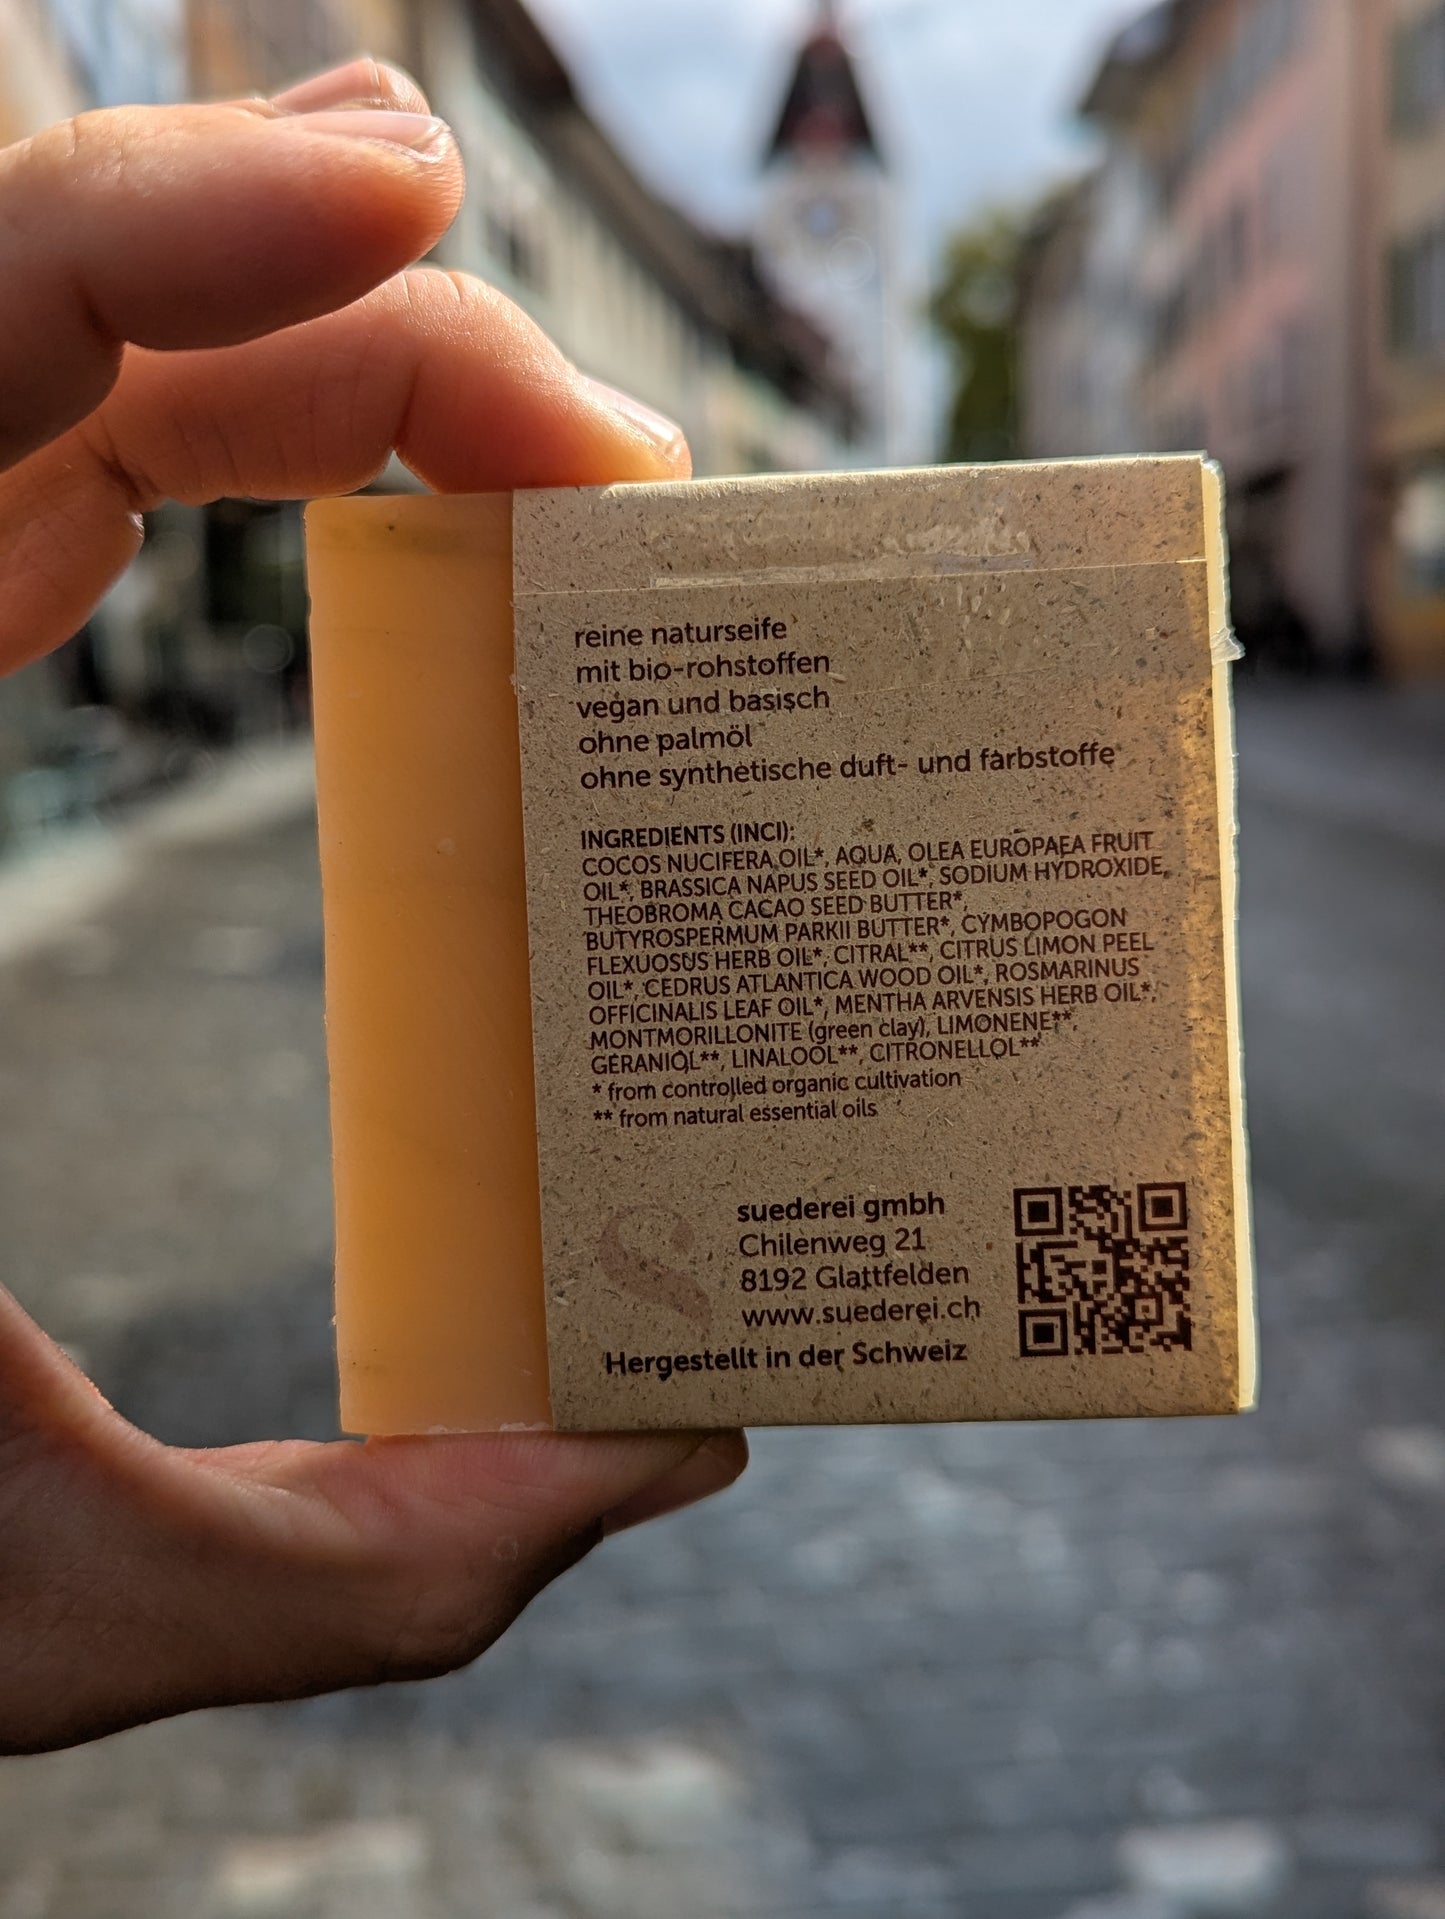 reine naturseife
mit bio-rohstoffen
vegan und basisch
ohne palmöl
ohne synthetische duft- und farbstoffe
INGREDIENTS (INCI):
COCOS NUCIFERA OIL*, AQUA, OLEA EUROPAEA FRUIT
OIL*, BRASSICA NAPUS SEED OIL*, SODIUM HYDROXIDE,
THEOBROMA CACAO SEED BUTTER*,
BUTYROSPERMUM PARKII BUTTER*, CYMBOPOGON
FLEXUOSUS HERB OIL*, CITRAL**, CITRUS LIMON PEEL
OIL*, CEDRUS ATLANTICA WOOD OIL*, ROSMARINUS
OFFICINALIS LEAF OIL*, MENTHA ARVENSIS HERB OIL*,
MONTMORILLONITE (green clay), LIMONENE**,
GERANIOL**, LINALOOL**, CITRONELLOL**
* from controlled organic cultivation
** from natural essential oils
suederei gmbh
Chilenweg 21
8192 Glattfelden
www.suederei.ch
Hergestellt in der Schweiz